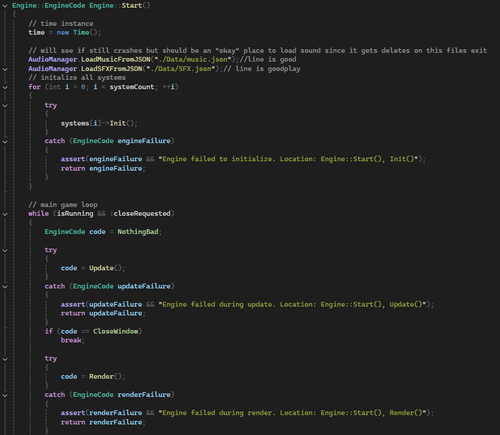 Engine::EngineCode Engine::Start()
{
// time instance
time = new Time();
// will see if still crashes but should be an "okay" place to load sound since it gets deletes on this files exit
AudioManager.LoadMusicFromJSON("./Data/music.json");//line is good
AudioManager.LoadSFXFromJSON("./Data/SFX.json");// line is goodplay
// initalize all systems
for (int i = 0; i < systemCount; ++i)
{
try
{
systems[i]->Init();
}
catch (EngineCode engineFailure)
{
assert(engineFailure && "Engine failed to initialize. Location: Engine::Start(), Init()");
return engineFailure;
}
}
// main game loop
while (isRunning && !closeRequested)
{
EngineCode code = NothingBad;
try
{
code = Update();
}
catch (EngineCode updateFailure)
{
assert(updateFailure && "Engine failed during update. Location: Engine::Start(), Update()");
return updateFailure;
}
if (code == CloseWindow)
break;
try
{
code = Render();
}
catch (EngineCode renderFailure)
{
assert(renderFailure && "Engine failed during render. Location: Engine::Start(), Render()");
return renderFailure;
}